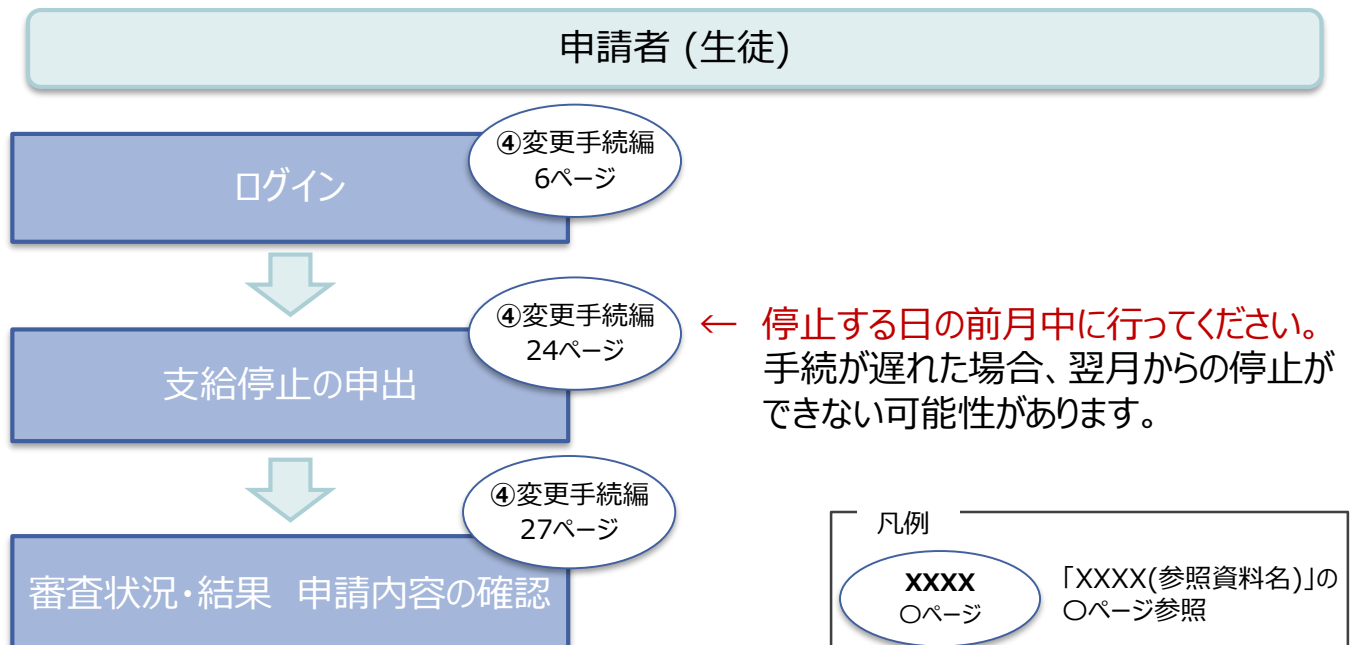 申請者 (生徒)
④変更手続編
6ページ
ログイン
④変更手続編
24ページ
支給停止の申出
← 停止する日の前月中に行ってください。
手続が遅れた場合、翌月からの停止が
できない可能性があります。
④変更手続編
27ページ
審査状況・結果 申請内容の確認
凡例
XXXX
〇ページ
「XXXX(参照資料名)」の
〇ページ参照